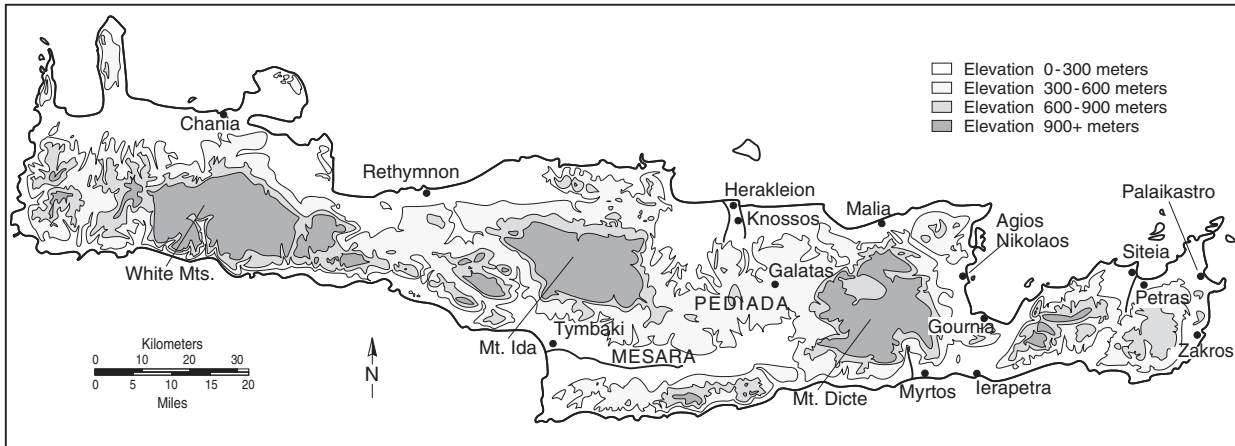 Elevation 0-300 meters
Elevation 300-600 meters
Elevation 600-900 meters
Elevation 900+ meters
Chania
Rethymnon
Herakleion
Knossos
Malia
Palaikastro
Agios
Nikolaos
Siteia
Galatas
Petras
White Mts.
PEDIADA
Gournia
Tymbaki
Zakros
Mt. Ida
MESARA
Mt. Dicte
Myrtos
Ierapetra
Kilometers
0 10 20 30
0 5 10 15 20
Miles
N